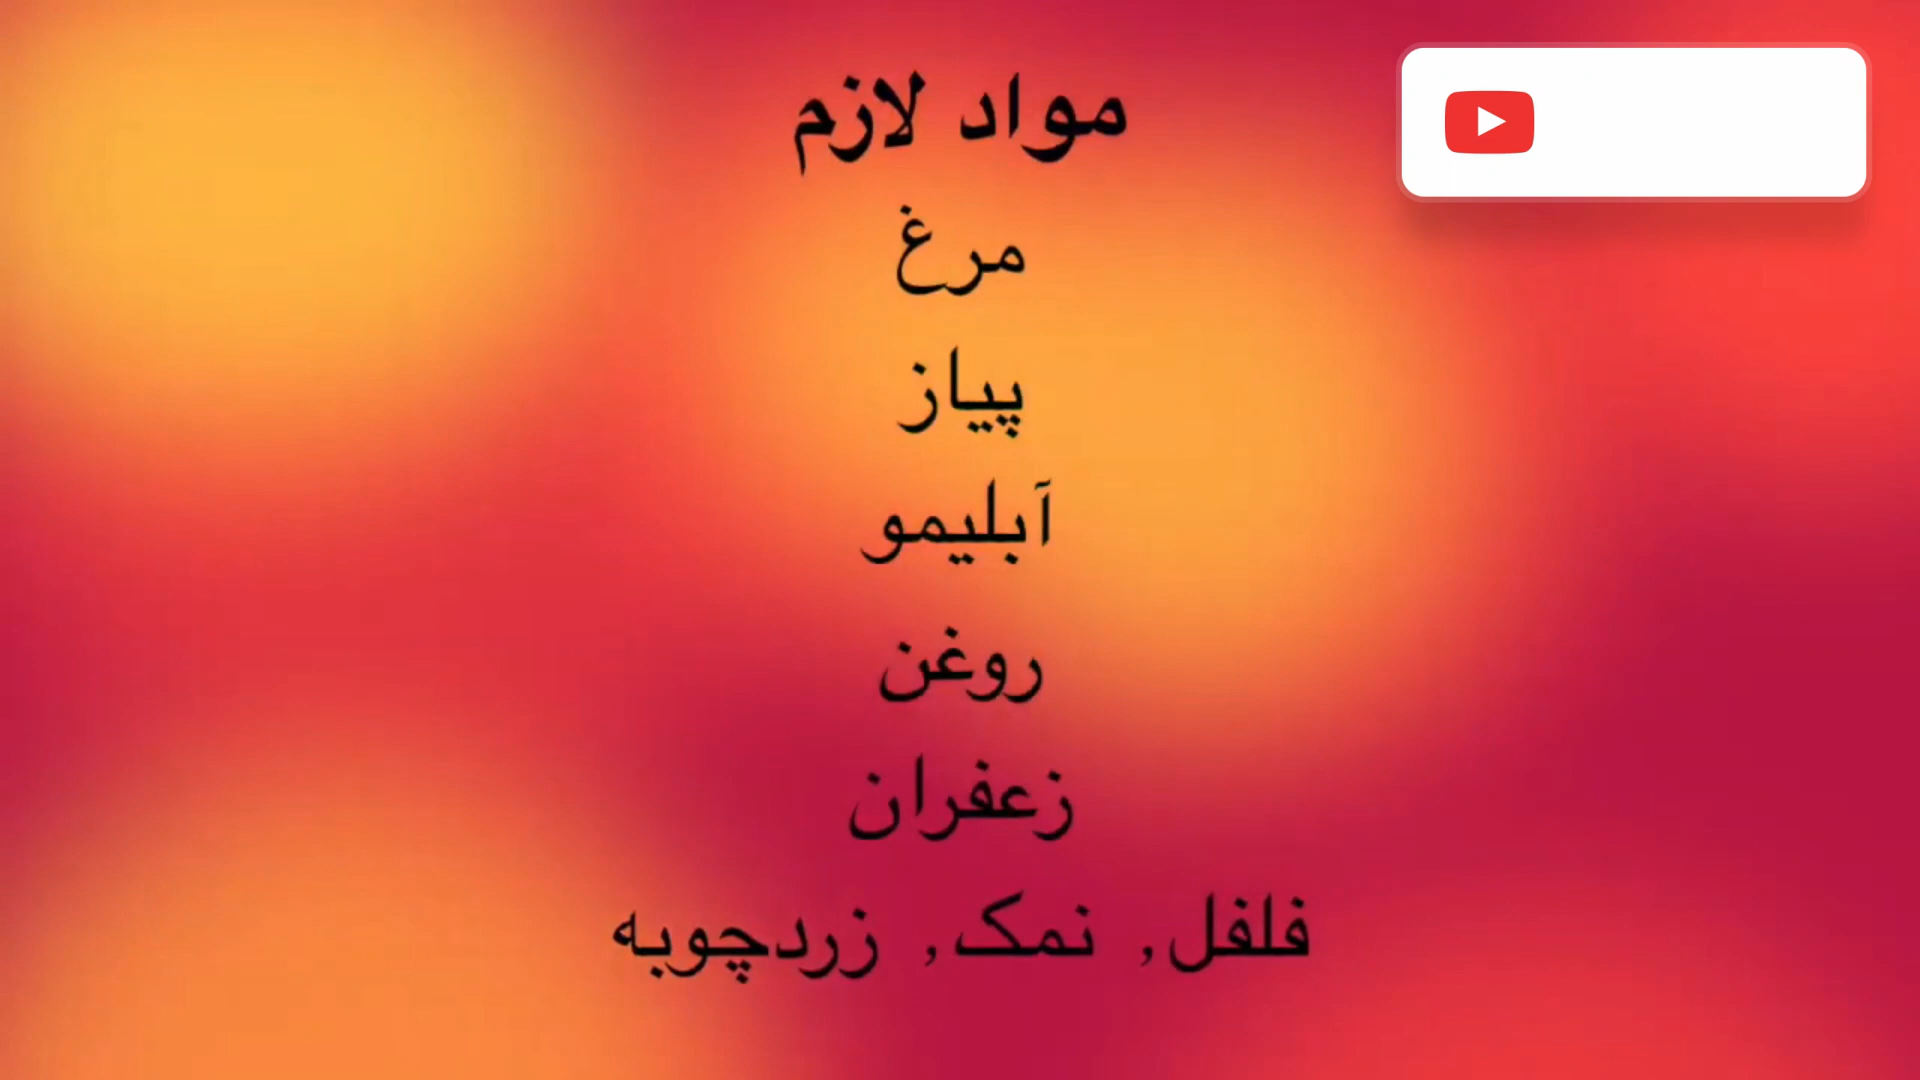 مواد لازم
مرغ
پیاز
آبلیمو
روغن
زعفران
فلفل, نمک, زردچوبه